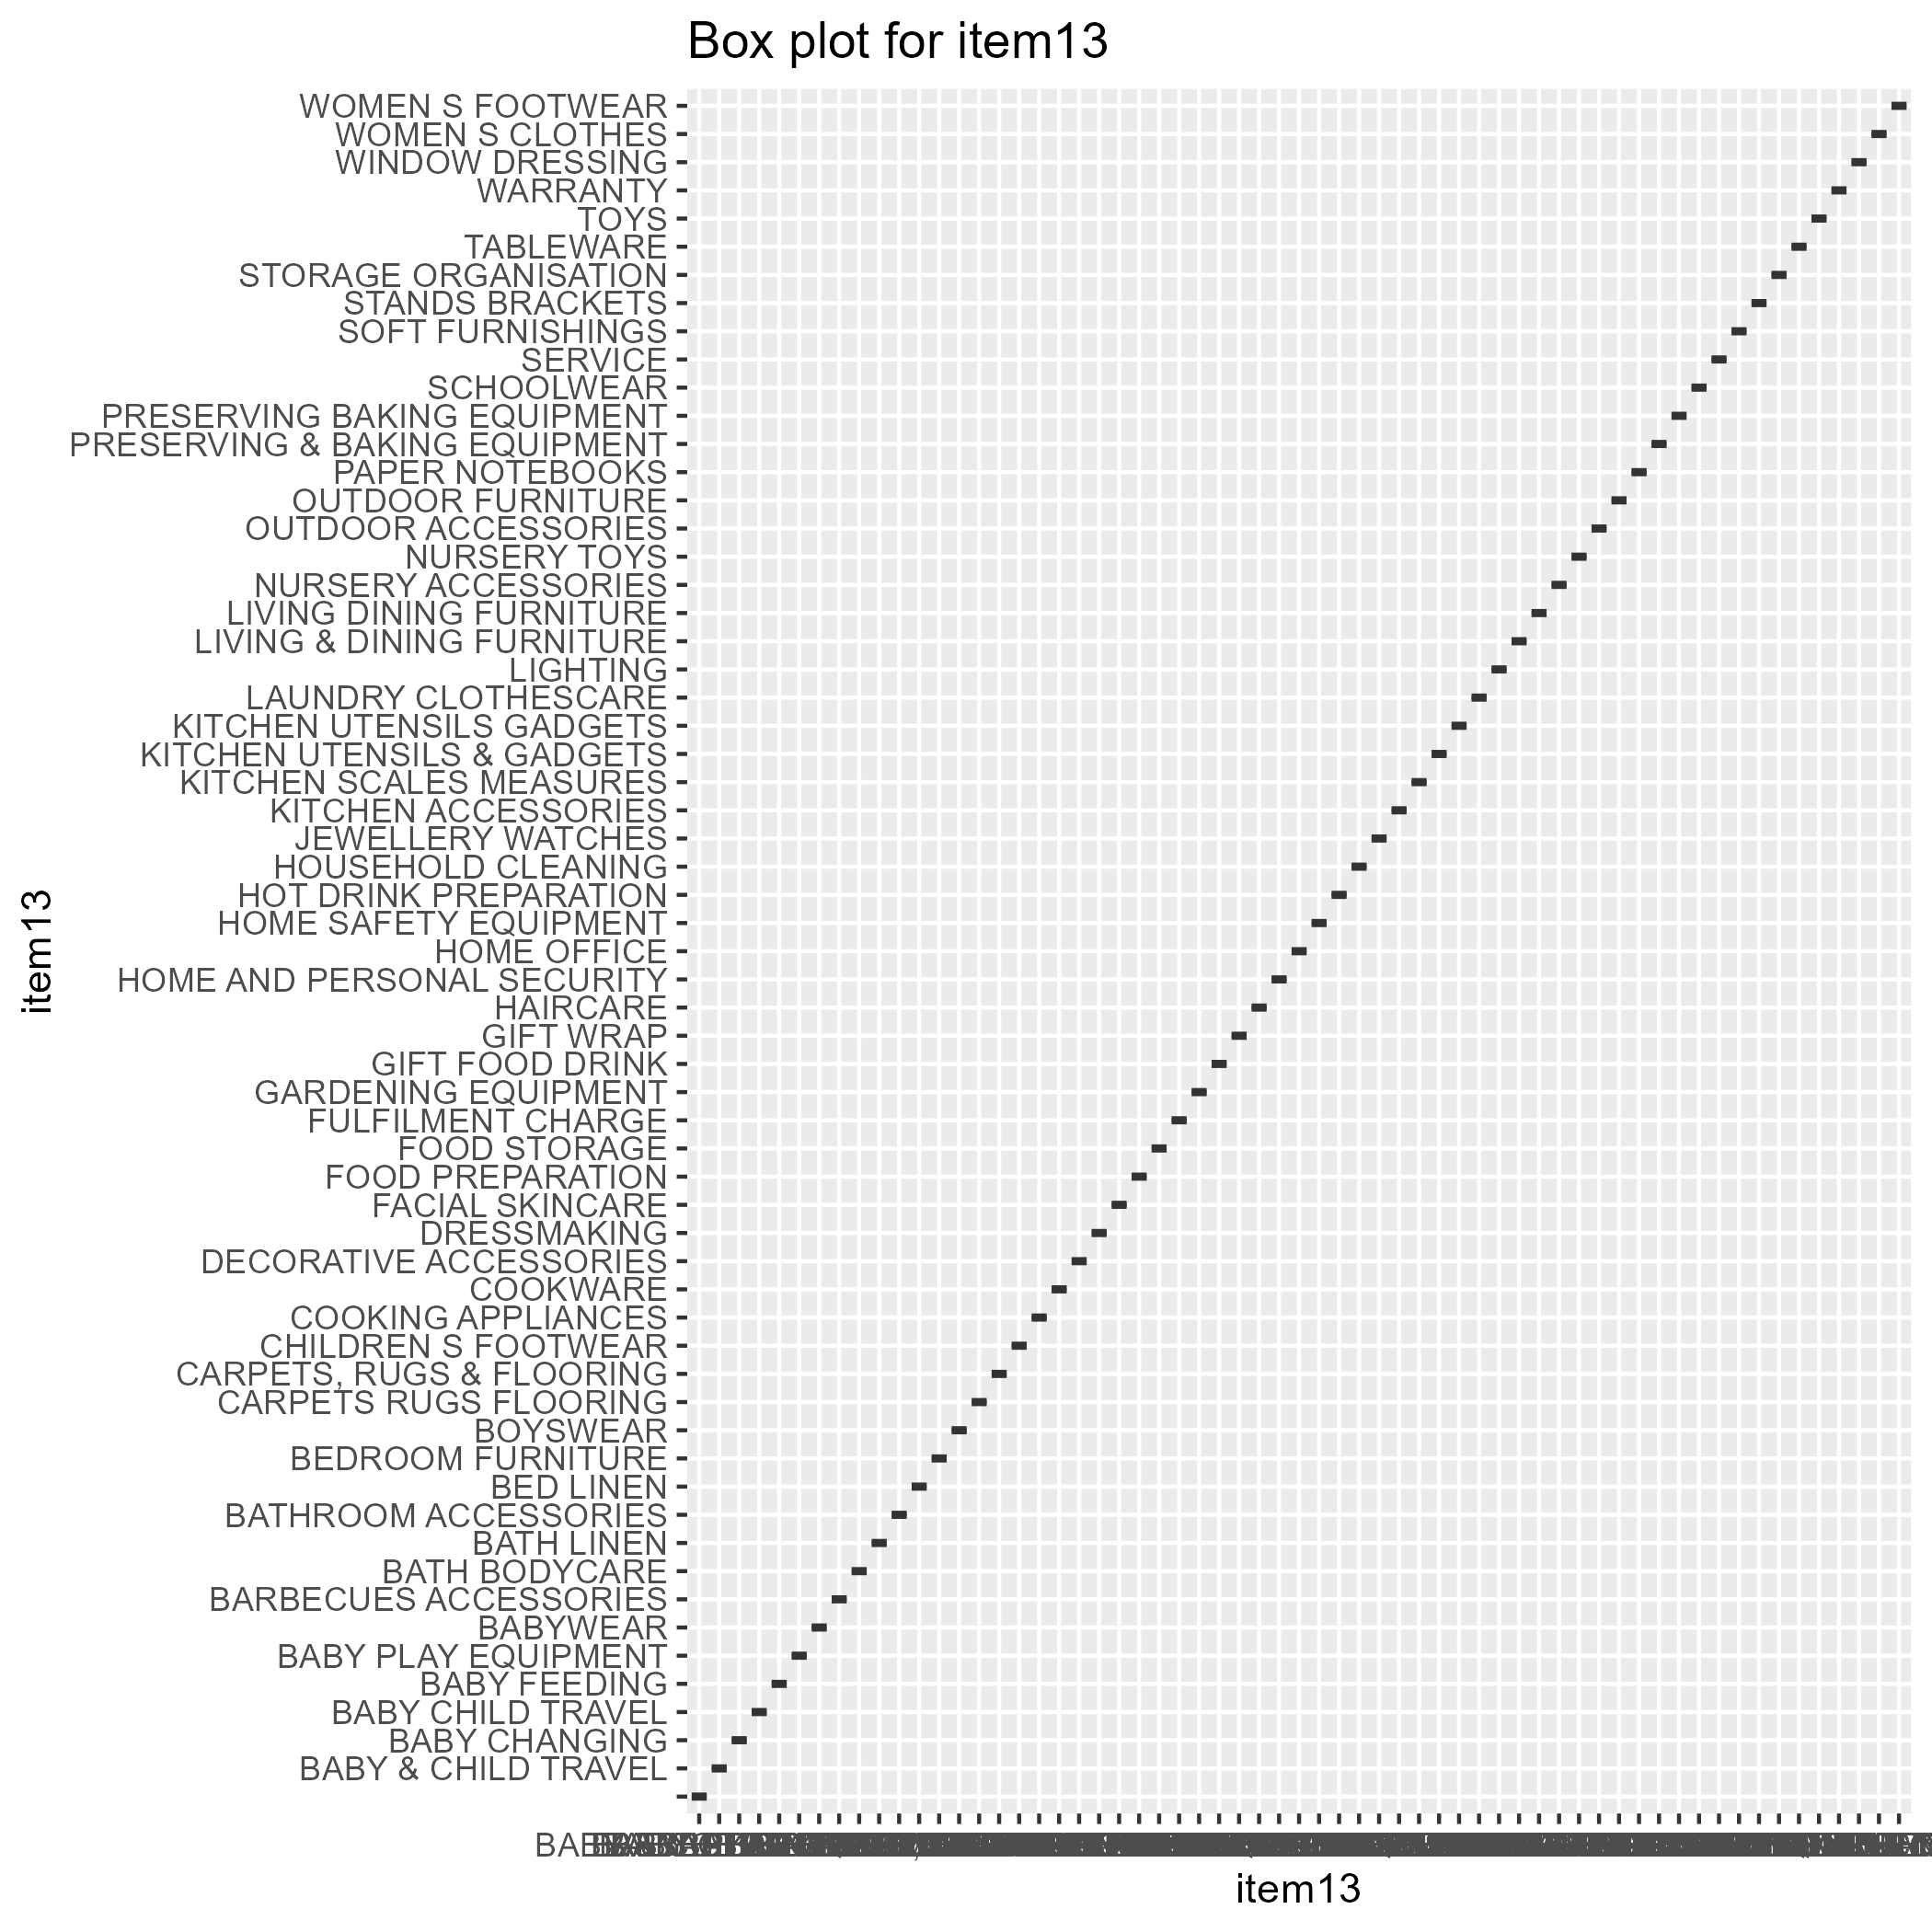 Box plot for item13
WOMEN S FOOTWEAR
WOMEN S CLOTHES
WINDOW DRESSING
WARRANTY
TOYS
TABLEWARE
STORAGE ORGANISATION
STANDS BRACKETS
SOFT FURNISHINGS
SERVICE
SCHOOLWEAR
PRESERVING BAKING EQUIPMENT
PRESERVING & BAKING EQUIPMENT
PAPER NOTEBOOKS
OUTDOOR FURNITURE
OUTDOOR ACCESSORIES
NURSERY TOYS
NURSERY ACCESSORIES
LIVING DINING FURNITURE
LIVING & DINING FURNITURE
LIGHTING
LAUNDRY CLOTHESCARE
KITCHEN UTENSILS GADGETS
KITCHEN UTENSILS & GADGETS
KITCHEN SCALES MEASURES
KITCHEN ACCESSORIES
JEWELLERY WATCHES
HOUSEHOLD CLEANING
HOT DRINK PREPARATION
HOME SAFETY EQUIPMENT
HOME OFFICE
HOME AND PERSONAL SECURITY
HAIRCARE
GIFT WRAP
GIFT FOOD DRINK
GARDENING EQUIPMENT
FULFILMENT CHARGE
FOOD STORAGE
FOOD PREPARATION
FACIAL SKINCARE
DRESSMAKING
DECORATIVE ACCESSORIES
COOKWARE
COOKING APPLIANCES
CHILDREN S FOOTWEAR
CARPETS, RUGS & FLOORING
CARPETS RUGS FLOORING
BOYSWEAR
BEDROOM FURNITURE
BED LINEN
BATHROOM ACCESSORIES
BATH LINEN
BATH BODYCARE
BARBECUES ACCESSORIES
BABYWEAR
BABY PLAY EQUIPMENT
BABY FEEDING
BABY CHILD TRAVEL
BABY CHANGING
BABY & CHILD TRAVEL
item13
item13